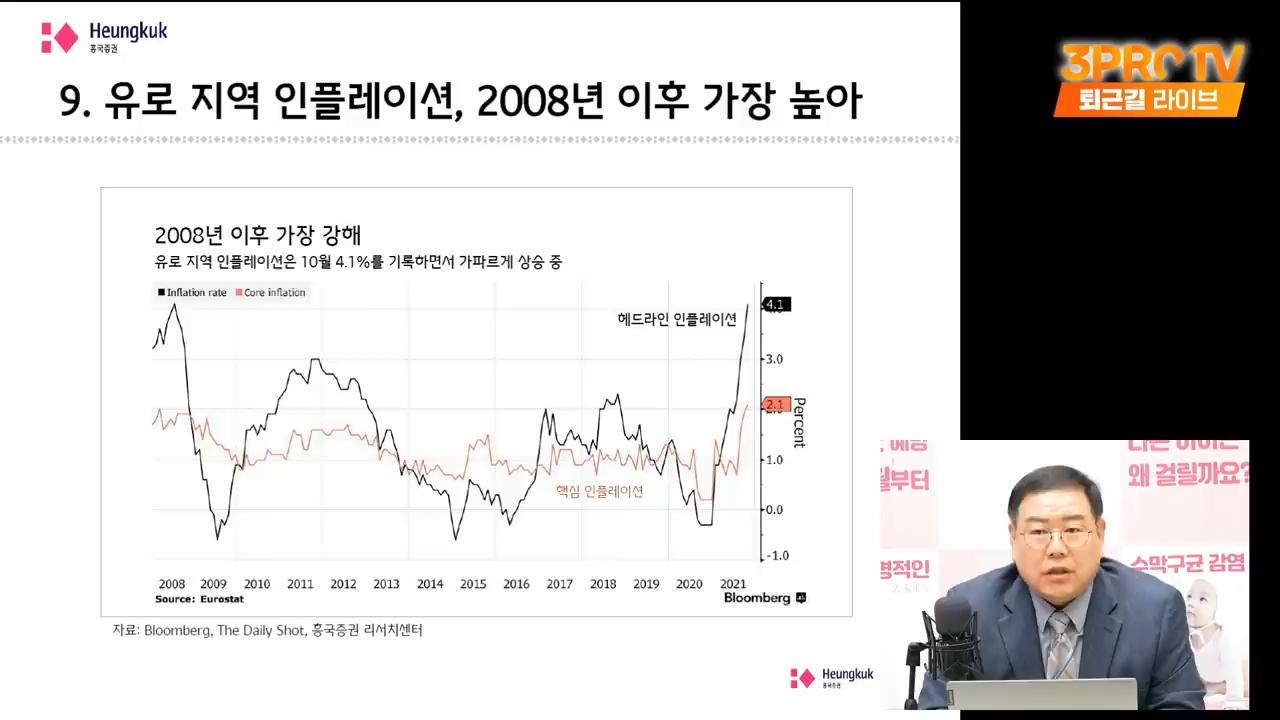 Heungkuk
흥국증권
3PRO TV
퇴근길 라이브
9. 유로 지역 인플레이션, 2008년 이후 가장 높아
2008년 이후 가장 강해
유로 지역 인플레이션은 10월 4.1%를 기록하면서 가파르게 상승 중
Inflation rate Core inflation
헤드라인 인플레이션
핵심 인플레이션
4.1
3.0
2.1
1.0
0.0
-1.0
Percent
2008 2009 2010 2011 2012 2013 2014 2015 2016 2017 2018 2019 2020 2021
Source: Eurostat
Bloomberg
자료: Bloomberg, The Daily Shot, 흥국증권 리서치센터
Heungkuk
흥국증권
왜 걸릴까요?
수막구균 감염